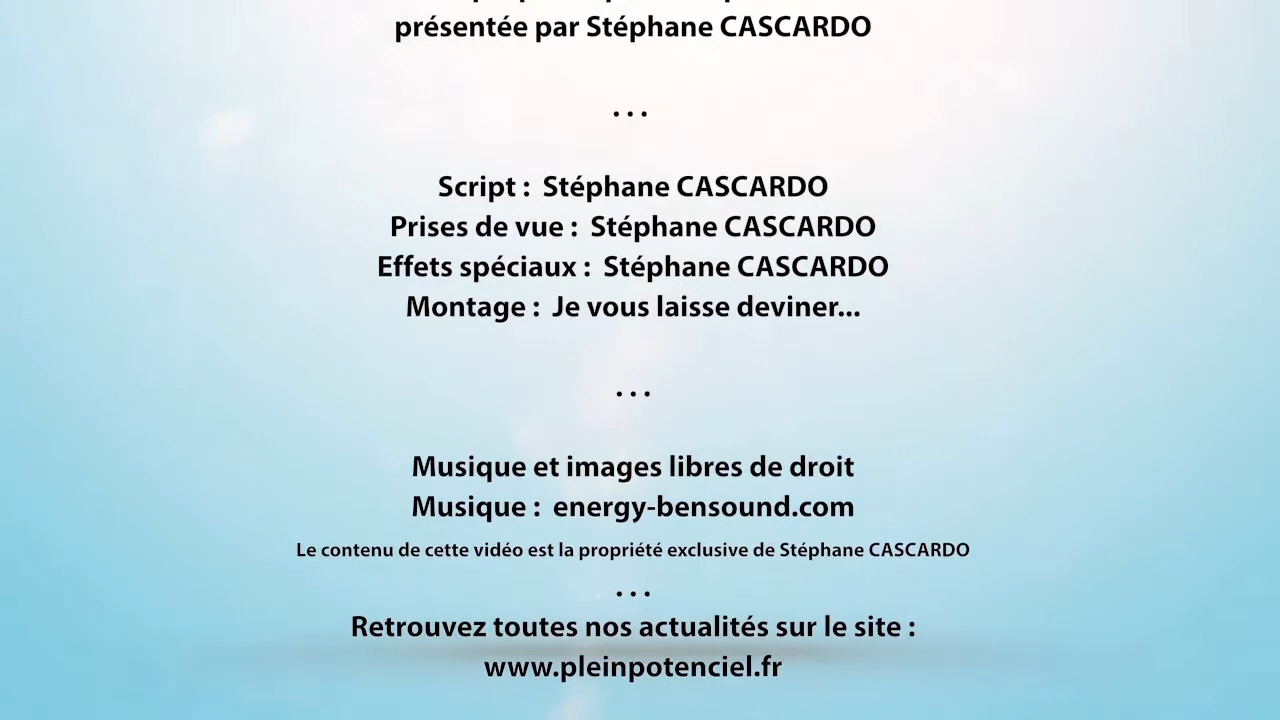 présentée par Stéphane CASCARDO
. . .
Script : Stéphane CASCARDO
Prises de vue : Stéphane CASCARDO
Effets spéciaux : Stéphane CASCARDO
Montage : Je vous laisse deviner...
. . .
Musique et images libres de droit
Musique : energy-bensound.com
Le contenu de cette vidéo est la propriété exclusive de Stéphane CASCARDO
. . .
Retrouvez toutes nos actualités sur le site :
www.pleinpotenciel.fr